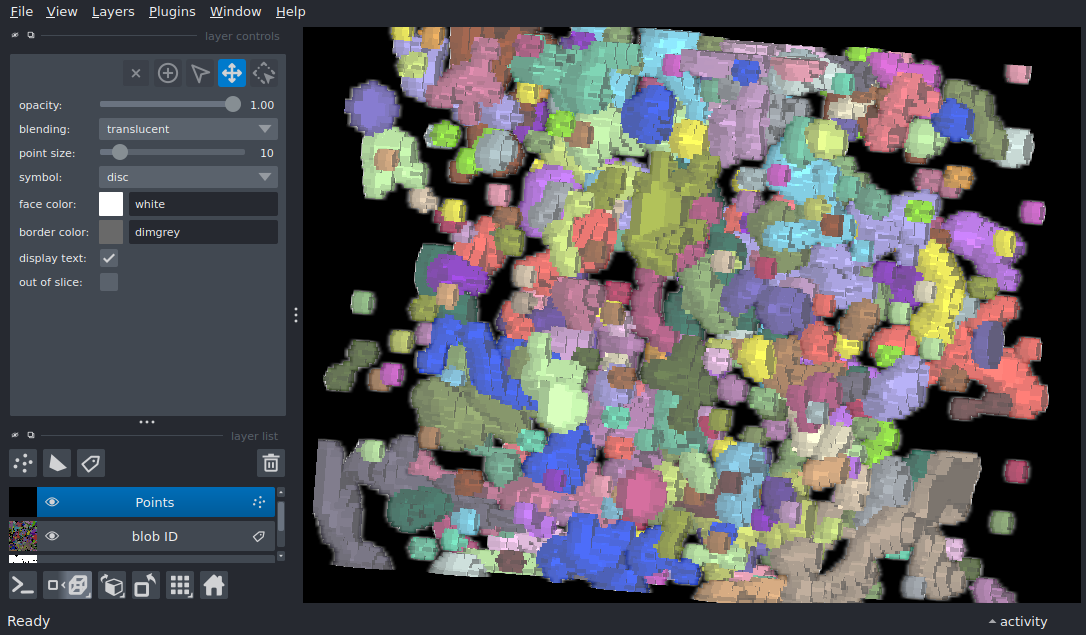 File View Layers Plugins Window Help
layer controls
opacity: 1.00
blending: translucent
point size: 10
symbol: disc
face color: white
border color: dimgrey
display text:
out of slice:
layer list
Points
blob ID
Ready
activity